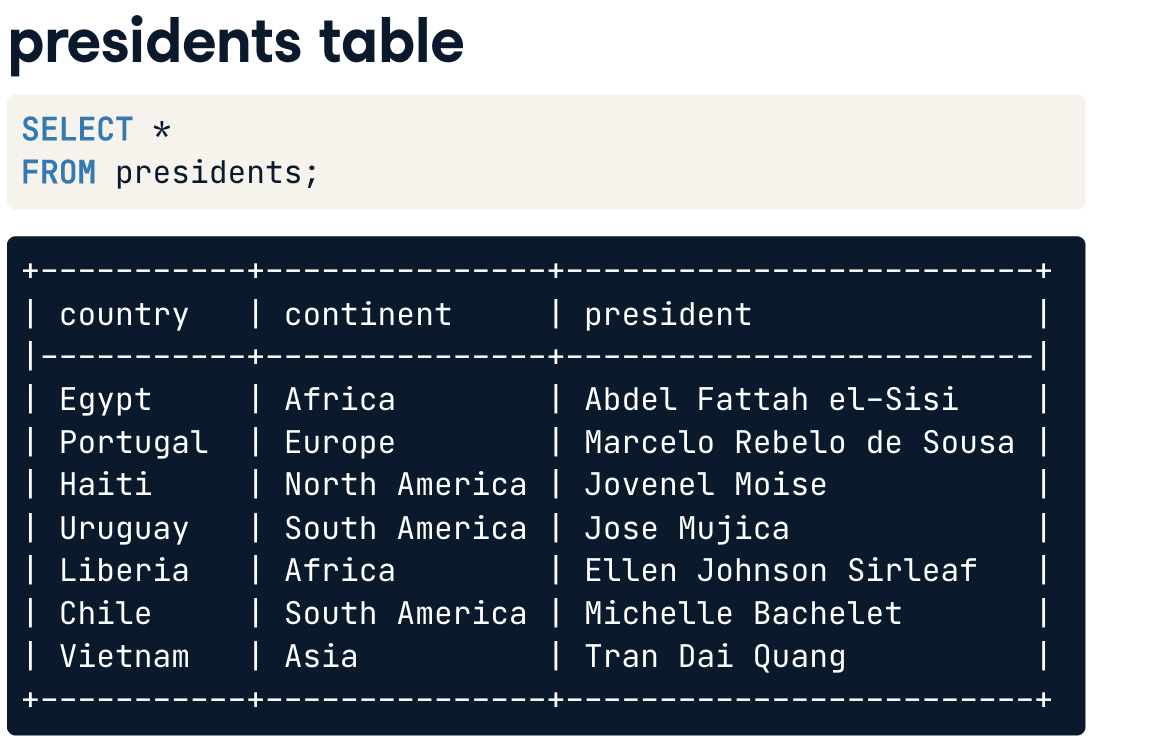 presidents table
SELECT *
FROM presidents;
+-----------+---------------+-------------------------+
| country   | continent     | president               |
|-----------+---------------+-------------------------|
| Egypt     | Africa        | Abdel Fattah el-Sisi    |
| Portugal  | Europe        | Marcelo Rebelo de Sousa |
| Haiti     | North America | Jovenel Moise           |
| Uruguay   | South America | Jose Mujica             |
| Liberia   | Africa        | Ellen Johnson Sirleaf   |
| Chile     | South America | Michelle Bachelet       |
| Vietnam   | Asia          | Tran Dai Quang          |
+-----------+---------------+-------------------------+